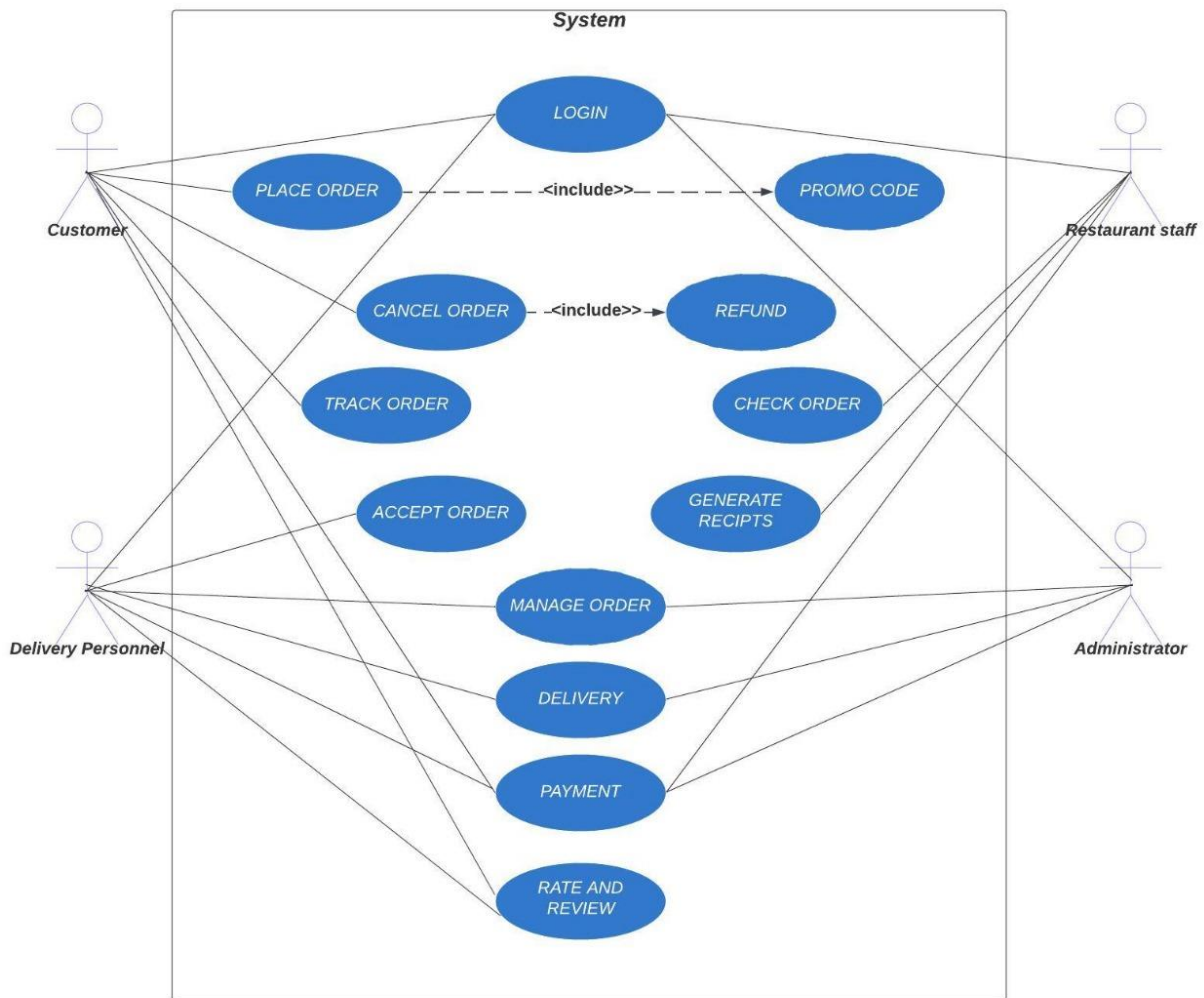 System
LOGIN
PLACE ORDER
<include>>
PROMO CODE
Customer
Restaurant staff
CANCEL ORDER
<include>>
REFUND
TRACK ORDER
CHECK ORDER
ACCEPT ORDER
GENERATE
RECIPTS
MANAGE ORDER
Delivery Personnel
Administrator
DELIVERY
PAYMENT
RATE AND
REVIEW